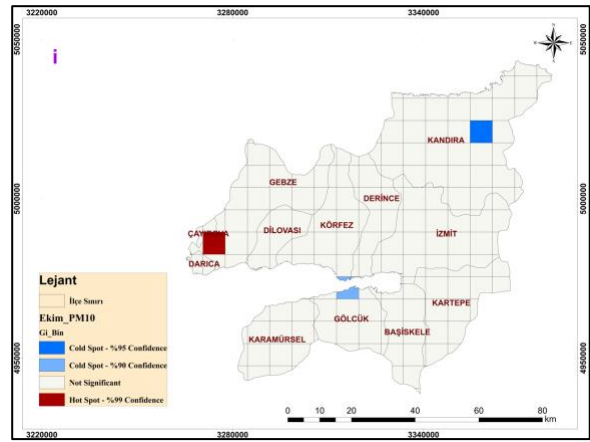 3220000 3280000 3340000
5050000 5050000
i
KANDIRA
GEBZE
DERİNCE
5000000 5000000
KÖRFEZ
DİLOVASI
İZMİT
DARICA
Lejant
İlçe Sınırı
Ekim_PM10
Gi_Bin
Cold Spot - %95 Confidence
Cold Spot - %90 Confidence
Not Significant
Hot Spot - %99 Confidence
KARTEPE
GÖLCÜK
BAŞİSKELE
KARAMÜRSEL
4950000 4950000
0 10 20 40 60 80
km
3220000 3280000 3340000